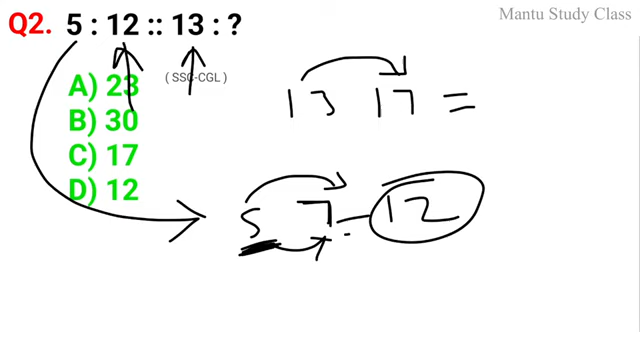 Mantu Study Class
Q2. 5 : 12 :: 13 : ?
(SSC-CGL)
A) 23
B) 30
C) 17
D) 12
13 17 =
5 7 - 12